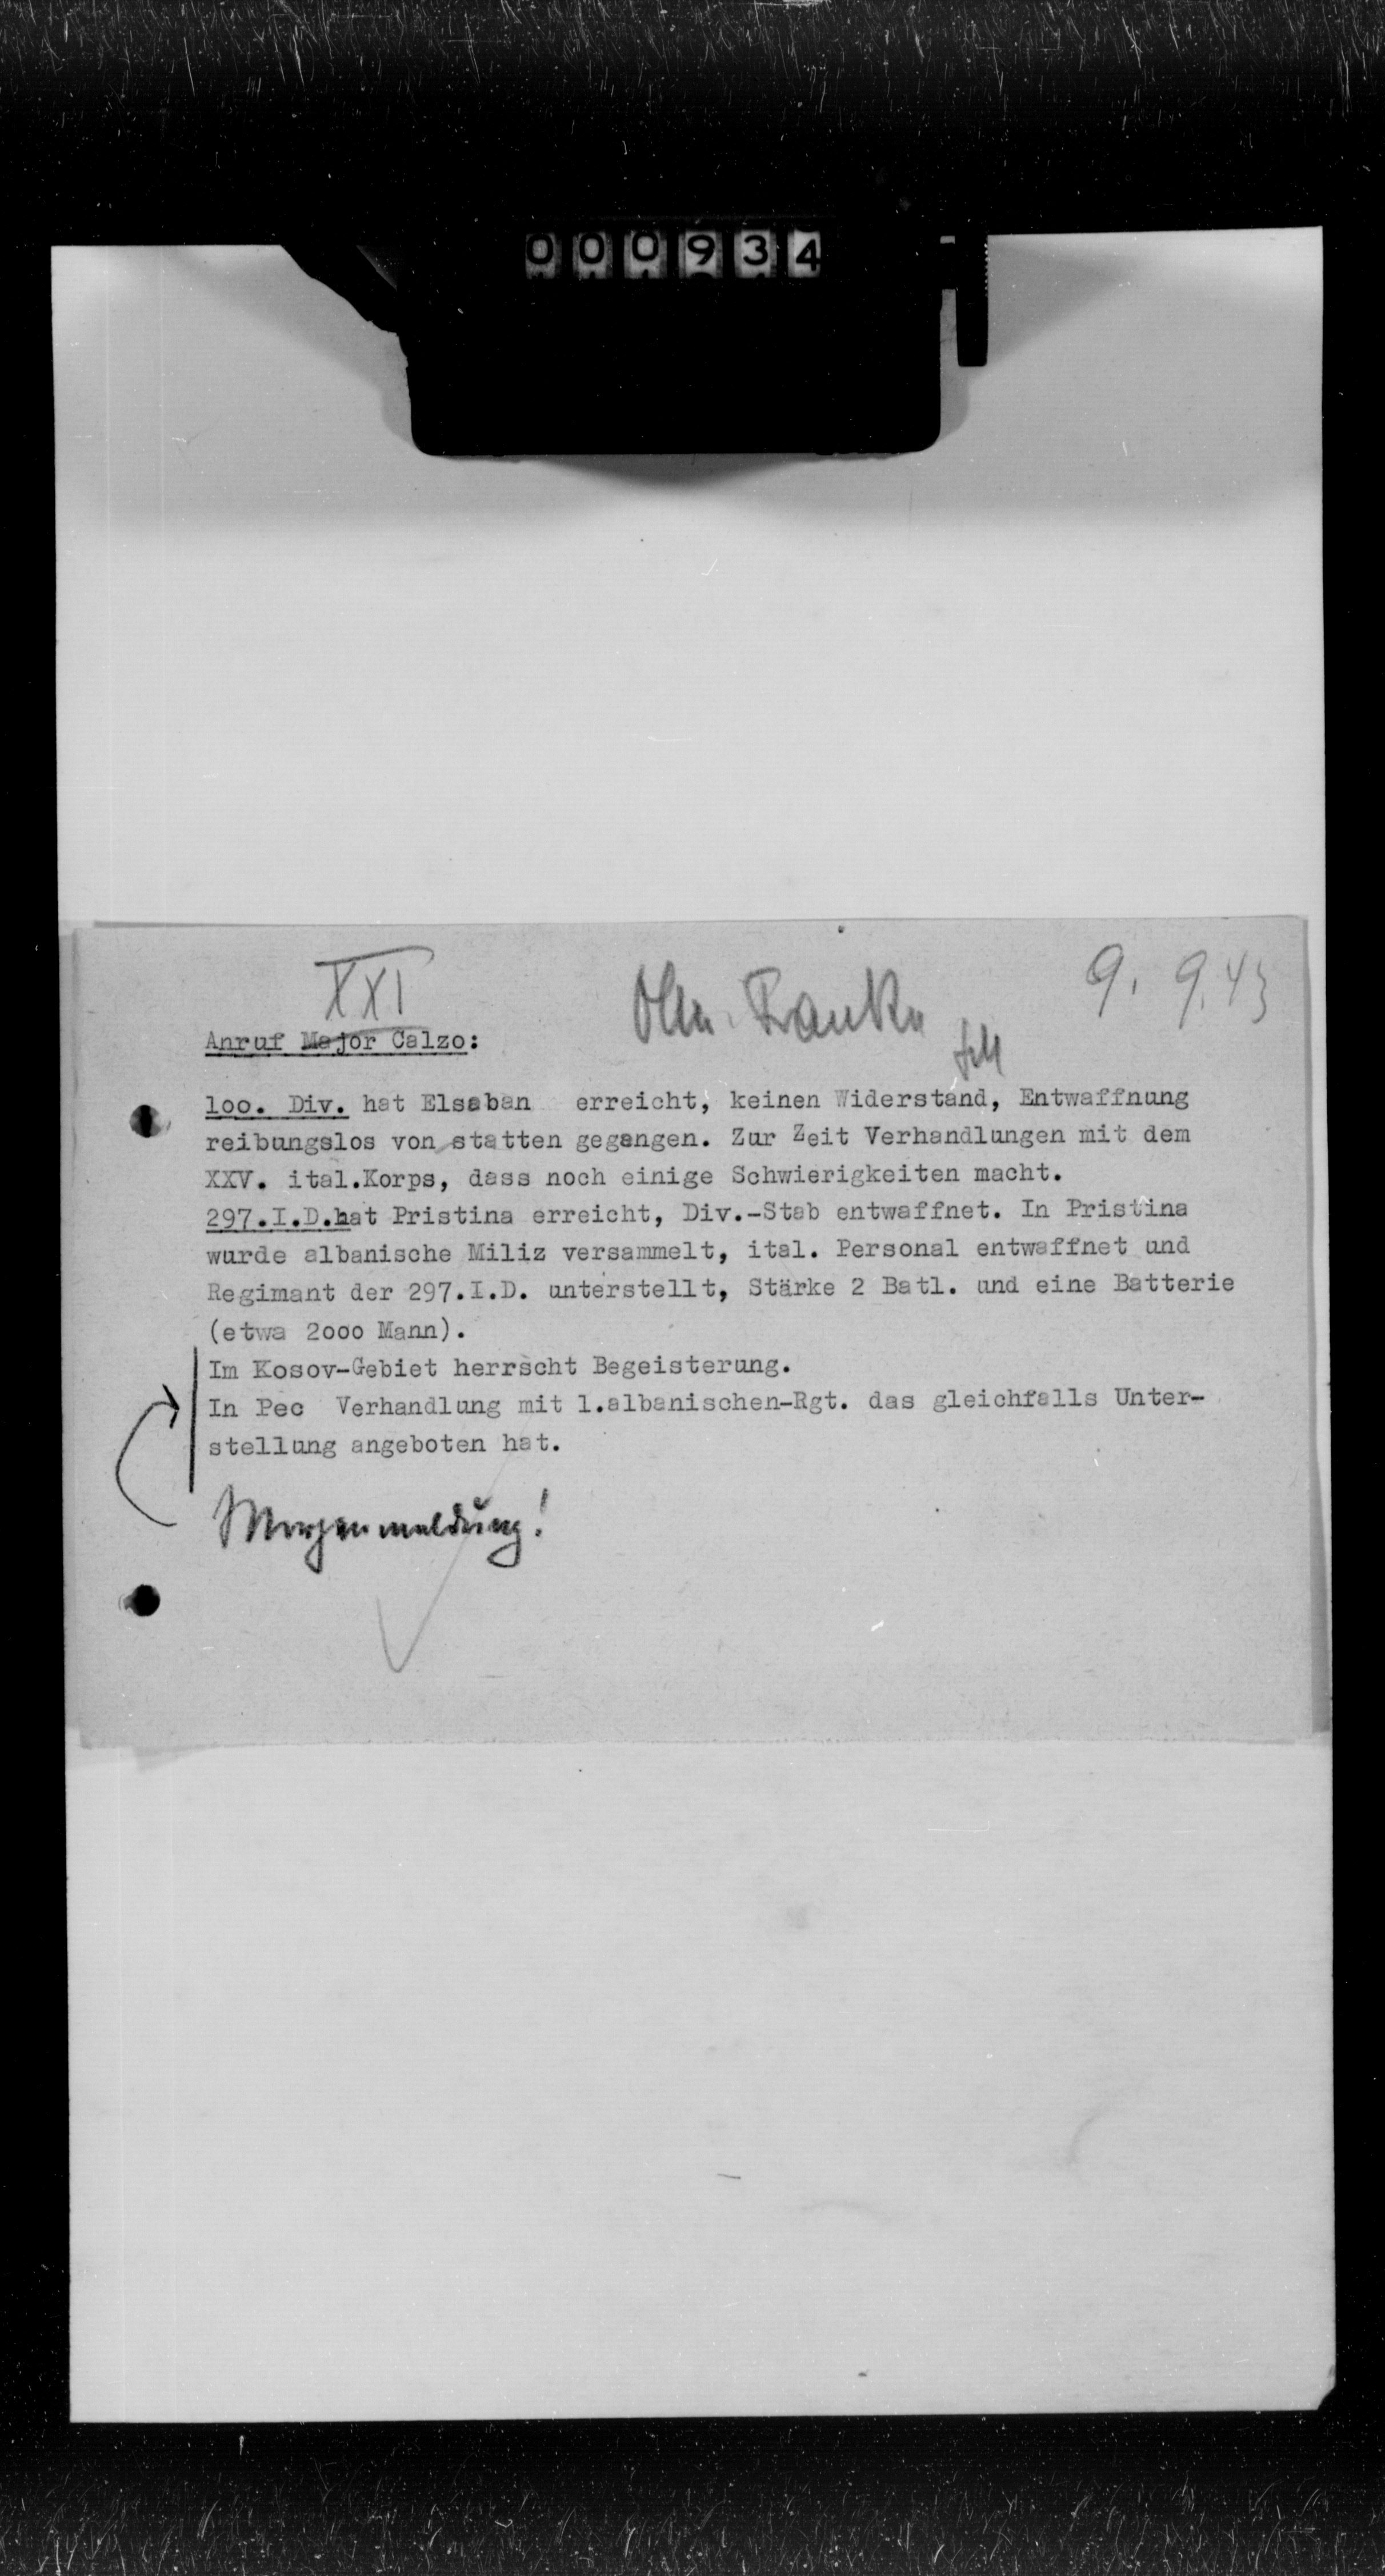 000934
XXI
Oltn. Franke
9. 9. 43
Anruf Major Calzo:
loo. Div. hat Elsaban erreicht, keinen Widerstand, Entwaffnung
reibungslos von statten gegangen. Zur Zeit Verhandlungen mit dem
XXV. ital.Korps, dass noch einige Schwierigkeiten macht.
297.I.D.hat Pristina erreicht, Div.-Stab entwaffnet. In Pristina
wurde albanische Miliz versammelt, ital. Personal entwaffnet und
Regimant der 297.I.D. unterstellt, Stärke 2 Batl. und eine Batterie
(etwa 2ooo Mann).
Im Kosov-Gebiet herrscht Begeisterung.
In Pec Verhandlung mit l.albanischen-Rgt. das gleichfalls Unter-
stellung angeboten hat.
Morgenmeldung!